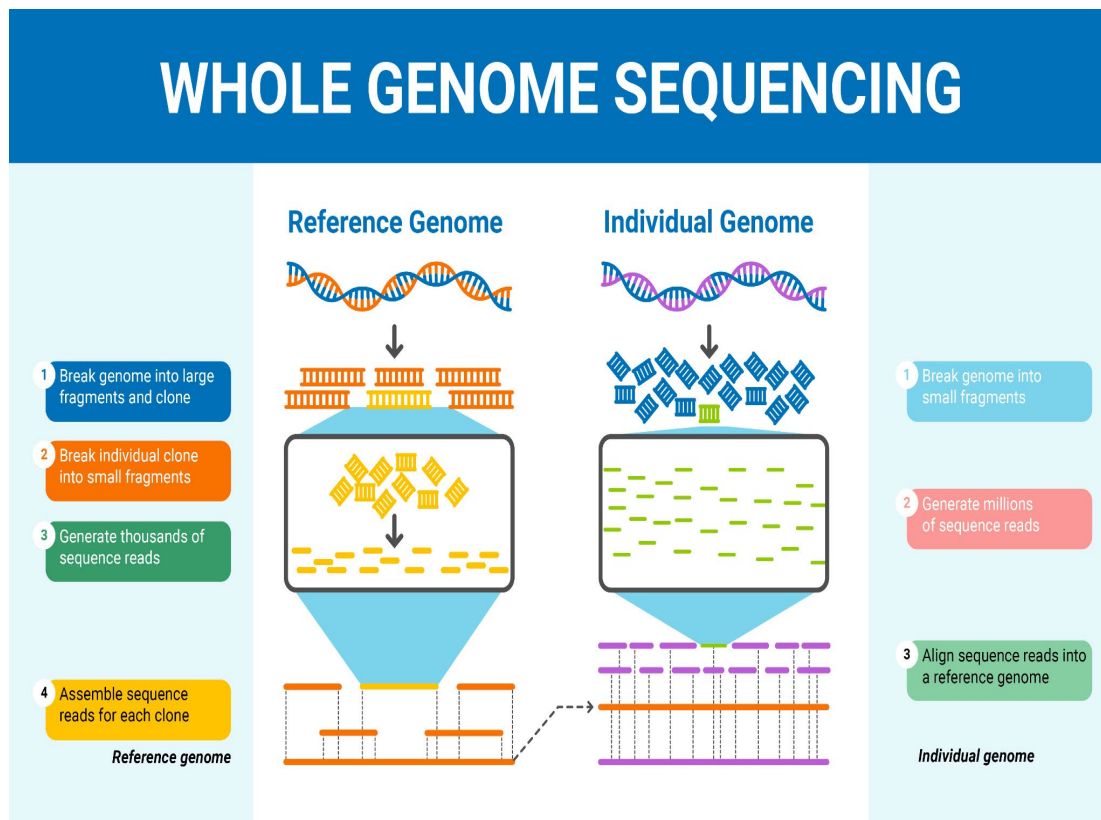 WHOLE GENOME SEQUENCING
Reference Genome
Individual Genome
1 Break genome into large
fragments and clone
2 Break individual clone
into small fragments
3 Generate thousands of
sequence reads
4 Assemble sequence
reads for each clone
Reference genome
1 Break genome into
small fragments
2 Generate millions
of sequence reads
3 Align sequence reads into
a reference genome
Individual genome